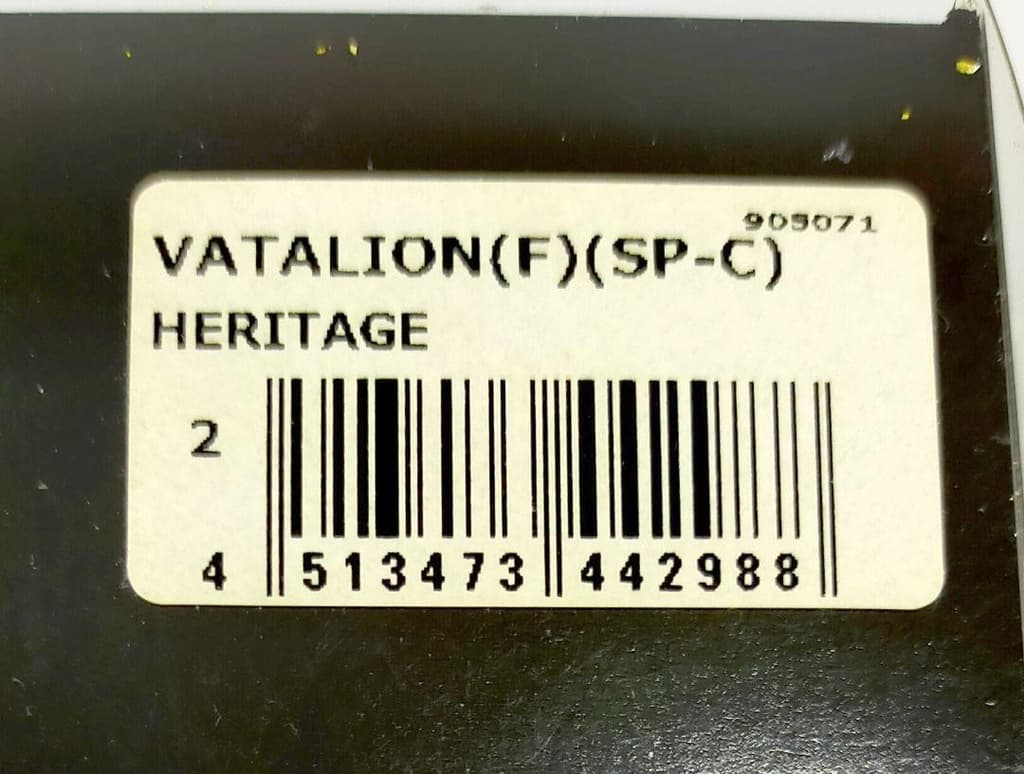 905071
VATALION(F)(SP-C)
HERITAGE
2
4 513473 442988